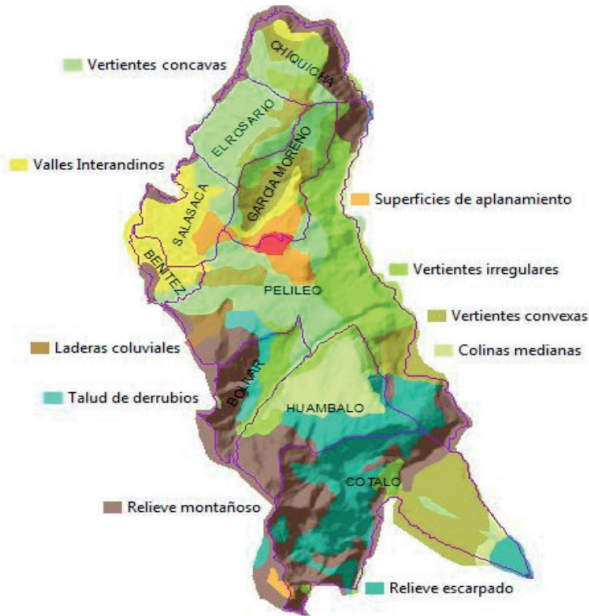 CHIQUICHA
Vertientes concavas
EL ROSARIO
GARCIA MORENO
Valles Interandinos
SALASACA
Superficies de aplanamiento
BENITEZ
Vertientes irregulares
PELILEO
Vertientes convexas
Laderas coluviales
Colinas medianas
BOLIVAR
Talud de derrubios
HUAMBALO
COTALO
Relieve montañoso
Relieve escarpado